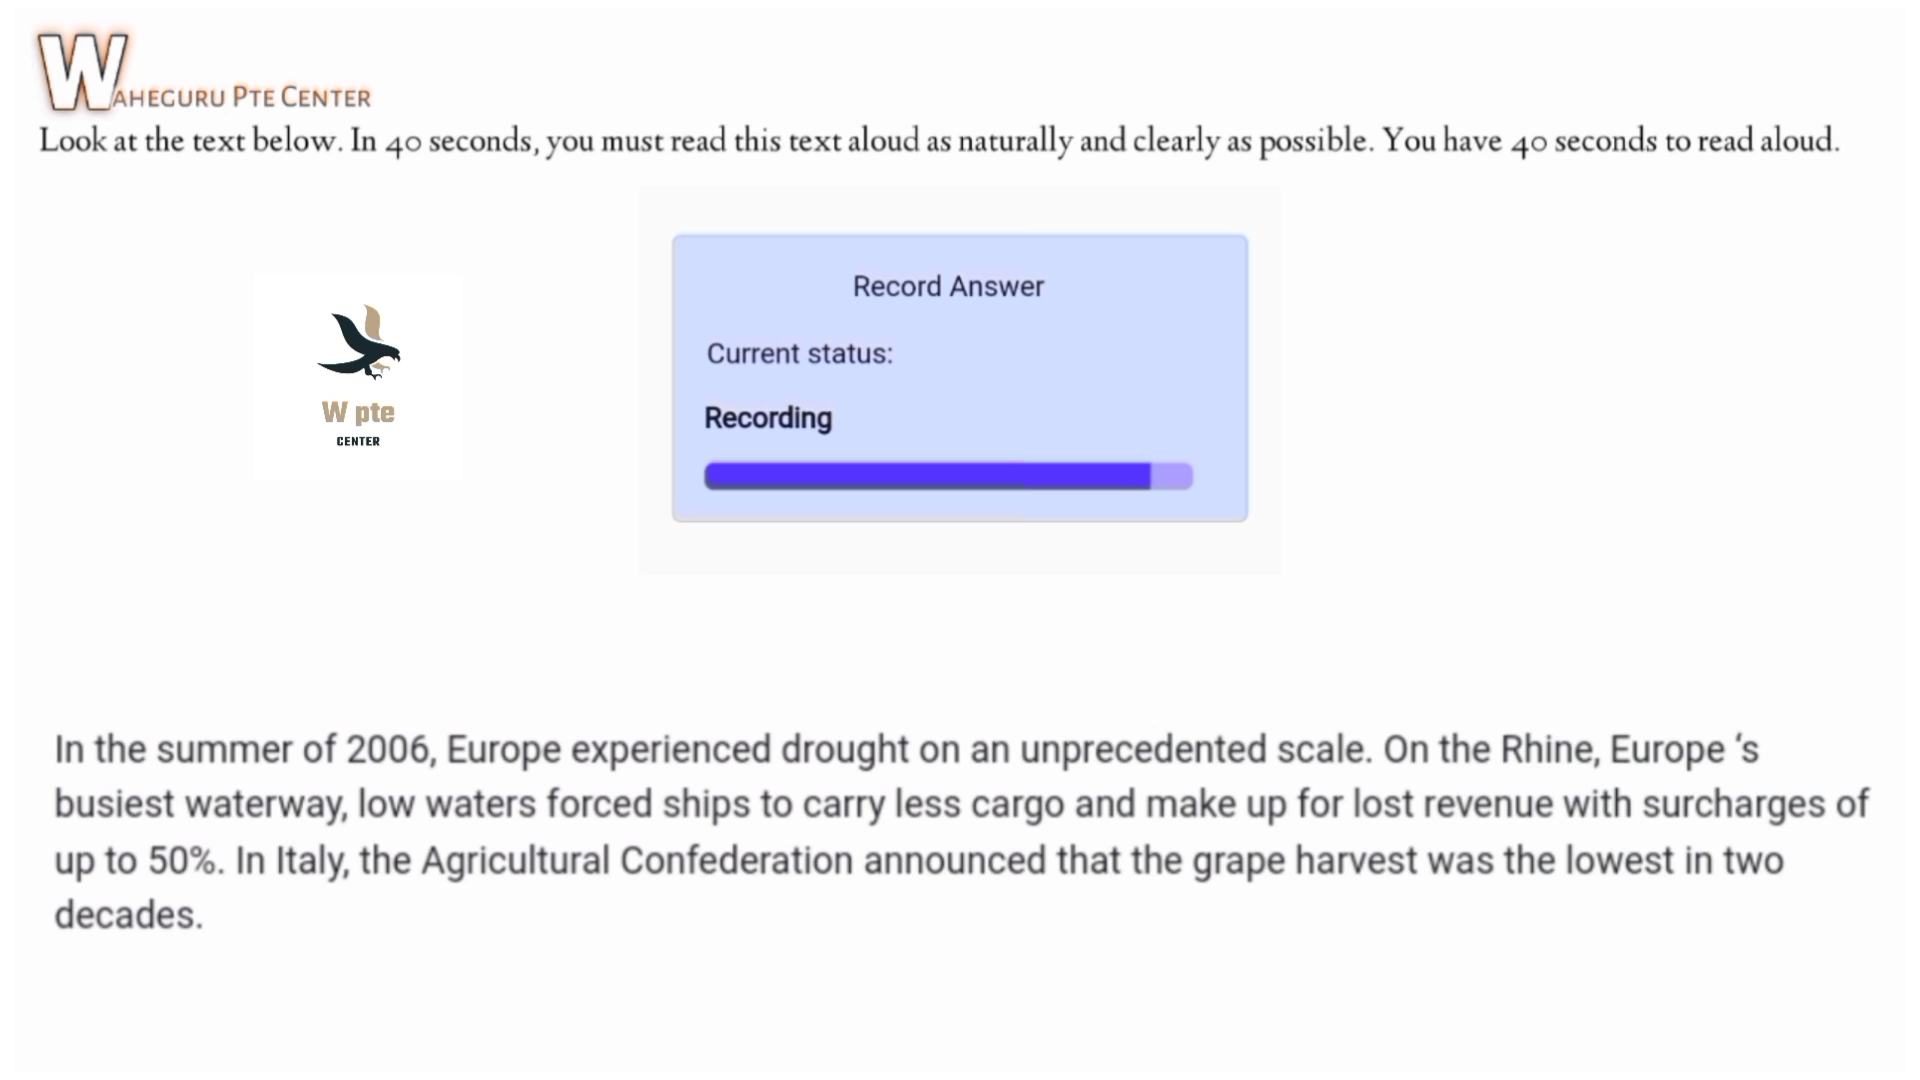 WAHEGURU PTE CENTER
Look at the text below. In 40 seconds, you must read this text aloud as naturally and clearly as possible. You have 40 seconds to read aloud.
Record Answer
Current status:
Recording
W pte
CENTER
In the summer of 2006, Europe experienced drought on an unprecedented scale. On the Rhine, Europe ‘s
busiest waterway, low waters forced ships to carry less cargo and make up for lost revenue with surcharges of
up to 50%. In Italy, the Agricultural Confederation announced that the grape harvest was the lowest in two
decades.